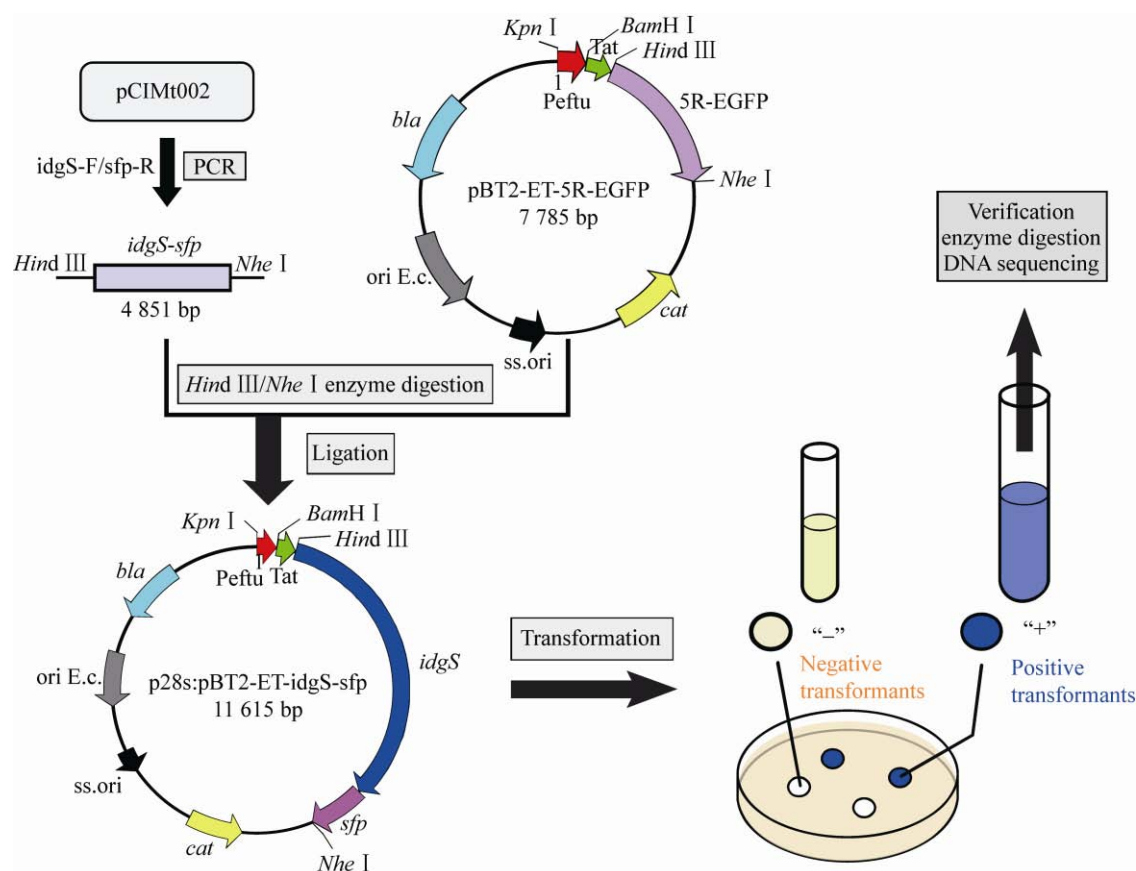 pCIMt002
idgS-F/sfp-R
PCR
idgS-sfp
Hind III
Nhe I
4 851 bp
Kpn I
BamH I
Tat
Hind III
1
Peftu
5R-EGFP
bla
Nhe I
pBT2-ET-5R-EGFP
7 785 bp
ori E.c.
cat
ss.ori
Hind III/Nhe I enzyme digestion
Ligation
Kpn I
BamH I
Hind III
1
Peftu
Tat
bla
idgS
ori E.c.
p28s:pBT2-ET-idgS-sfp
11 615 bp
ss.ori
cat
sfp
Nhe I
Transformation
Verification
enzyme digestion
DNA sequencing
“–”
Negative
transformants
“+”
Positive
transformants